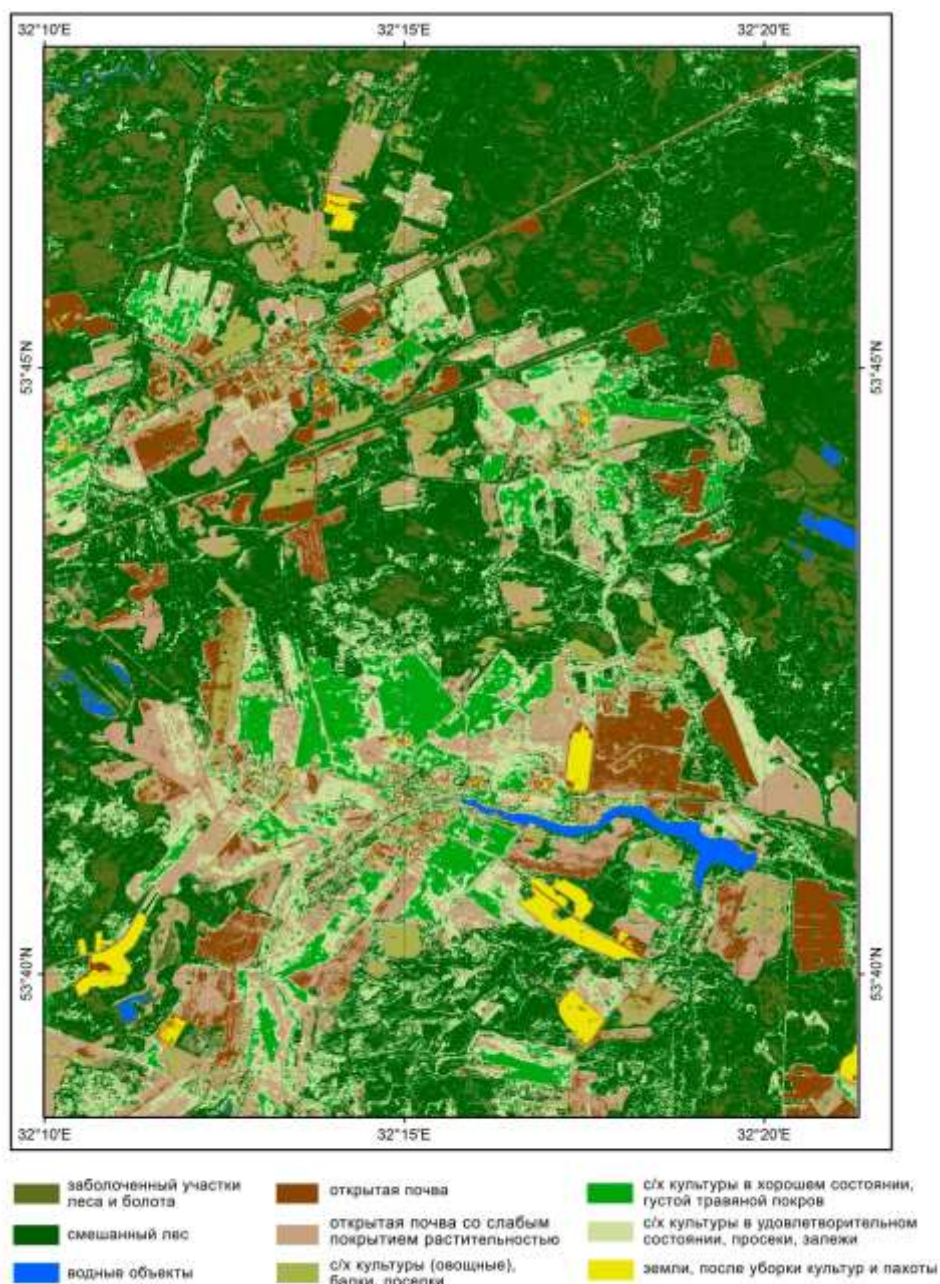 32°10'E 32°15'E 32°20'E
53°45'N 53°45'N
53°40'N 53°40'N
32°10'E 32°15'E 32°20'E
заболоченный участки
леса и болота
смешанный лес
водные объекты
открытая почва
открытая почва со слабым
покрытием растительностью
с/х культуры (овощные),
балки, поселки
с/х культуры в хорошем состоянии,
густой травяной покров
с/х культуры в удовлетворительном
состоянии, просеки, залежи
земли, после уборки культур и пахоты